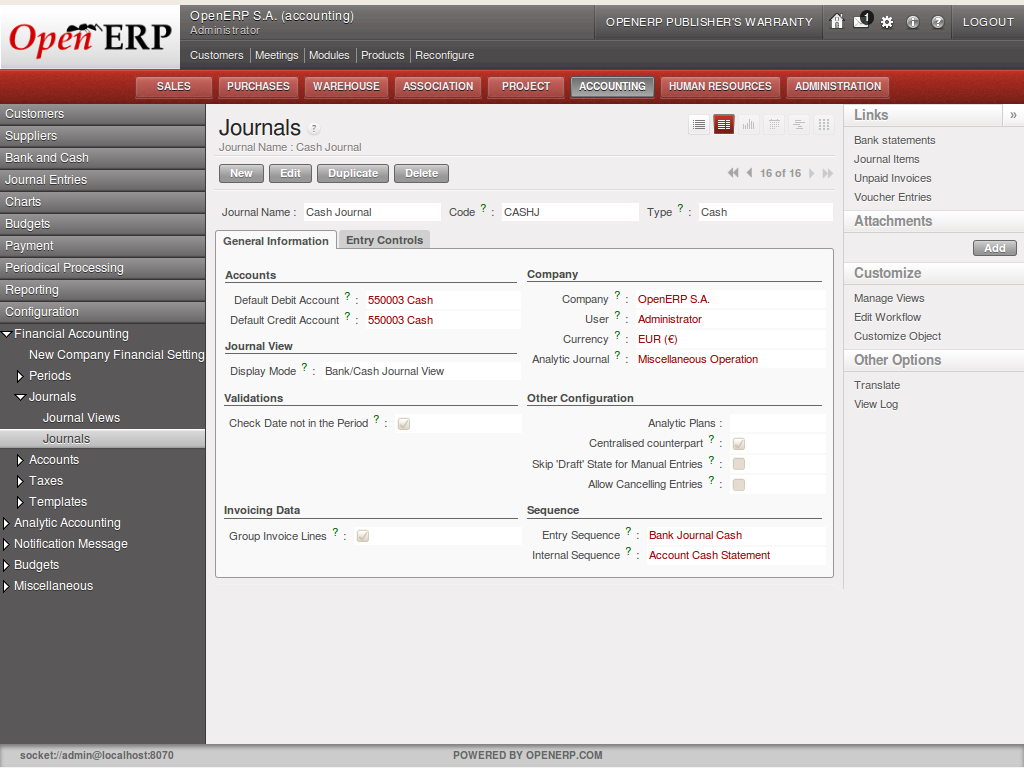 Open ERP
OpenERP S.A. (accounting)
Administrator
OPENERP PUBLISHER'S WARRANTY
1
LOGOUT
Customers Meetings Modules Products Reconfigure
SALES PURCHASES WAREHOUSE ASSOCIATION PROJECT ACCOUNTING HUMAN RESOURCES ADMINISTRATION
Customers
Suppliers
Bank and Cash
Journal Entries
Charts
Budgets
Payment
Periodical Processing
Reporting
Configuration
Financial Accounting
New Company Financial Setting
Periods
Journals
Journal Views
Journals
Accounts
Taxes
Templates
Analytic Accounting
Notification Message
Budgets
Miscellaneous
Journals ?
Journal Name : Cash Journal
New Edit Duplicate Delete
16 of 16
Journal Name : Cash Journal Code ? : CASHJ Type ? : Cash
General Information Entry Controls
Accounts
Default Debit Account ? : 550003 Cash
Default Credit Account ? : 550003 Cash
Journal View
Display Mode ? : Bank/Cash Journal View
Validations
Check Date not in the Period ? :
Invoicing Data
Group Invoice Lines ? :
Company
Company ? : OpenERP S.A.
User ? : Administrator
Currency ? : EUR (€)
Analytic Journal ? : Miscellaneous Operation
Other Configuration
Analytic Plans :
Centralised counterpart ? :
Skip 'Draft' State for Manual Entries ? :
Allow Cancelling Entries ? :
Sequence
Entry Sequence ? : Bank Journal Cash
Internal Sequence ? : Account Cash Statement
Links »
Bank statements
Journal Items
Unpaid Invoices
Voucher Entries
Attachments
Add
Customize
Manage Views
Edit Workflow
Customize Object
Other Options
Translate
View Log
socket://admin@localhost:8070
POWERED BY OPENERP.COM